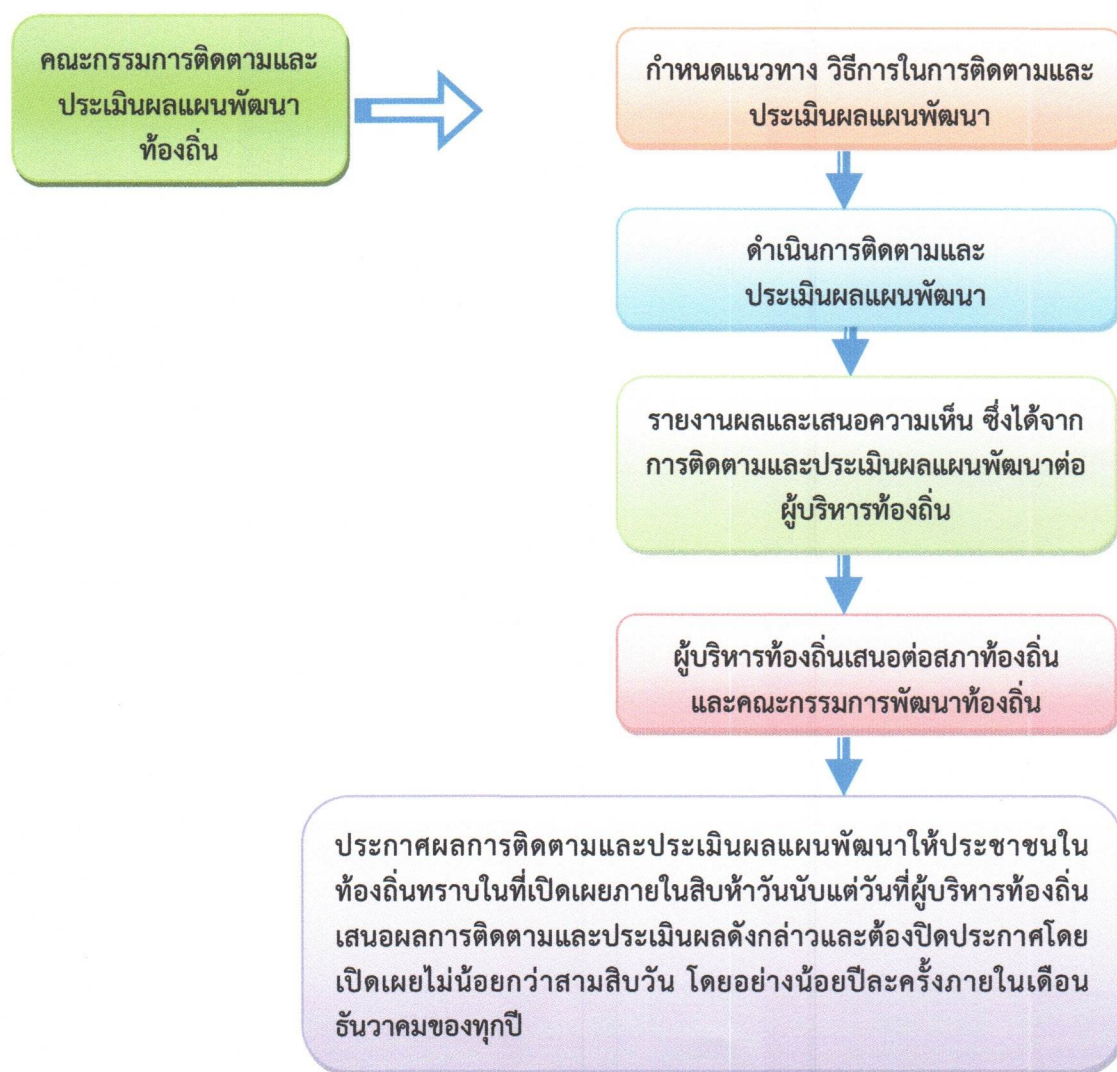 คณะกรรมการติดตามและ
ประเมินผลแผนพัฒนา
ท้องถิ่น
กำหนดแนวทาง วิธีการในการติดตามและ
ประเมินผลแผนพัฒนา
ดำเนินการติดตามและ
ประเมินผลแผนพัฒนา
รายงานผลและเสนอความเห็น ซึ่งได้จาก
การติดตามและประเมินผลแผนพัฒนาต่อ
ผู้บริหารท้องถิ่น
ผู้บริหารท้องถิ่นเสนอต่อสภาท้องถิ่น
และคณะกรรมการพัฒนาท้องถิ่น
ประกาศผลการติดตามและประเมินผลแผนพัฒนาให้ประชาชนใน
ท้องถิ่นทราบในที่เปิดเผยภายในสิบห้าวันนับแต่วันที่ผู้บริหารท้องถิ่น
เสนอผลการติดตามและประเมินผลดังกล่าวและต้องปิดประกาศโดย
เปิดเผยไม่น้อยกว่าสามสิบวัน โดยอย่างน้อยปีละครั้งภายในเดือน
ธันวาคมของทุกปี